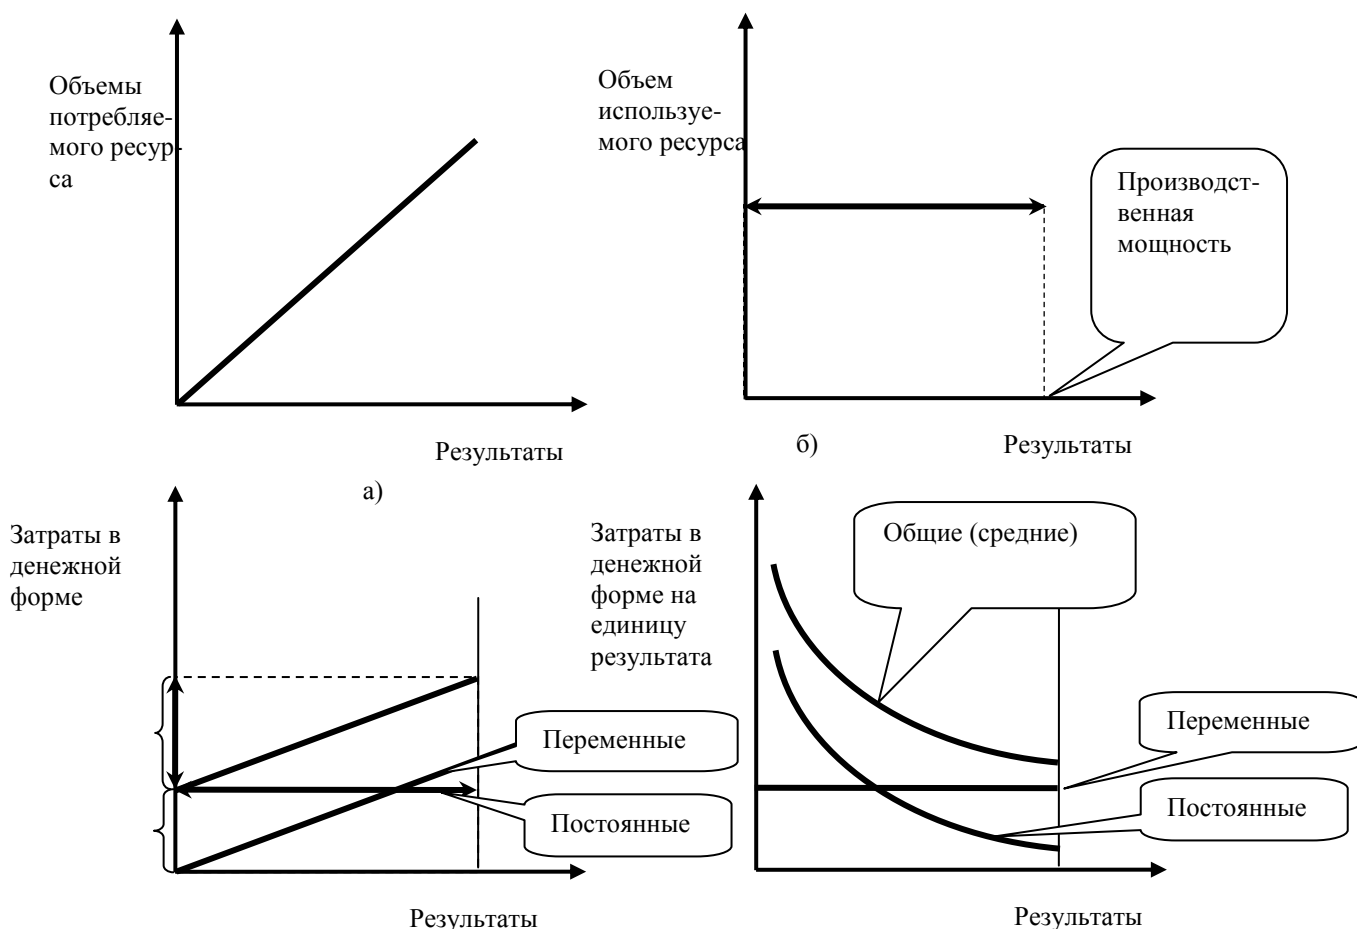 Объемы
потребляе-
мого ресур-
са
Объем
используе-
мого ресурса
Производст-
венная
мощность
Результаты
а)
б)
Результаты
Затраты в
денежной
форме
Переменные
Постоянные
Результаты
Затраты в
денежной
форме на
единицу
результата
Общие (средние)
Переменные
Постоянные
Результаты